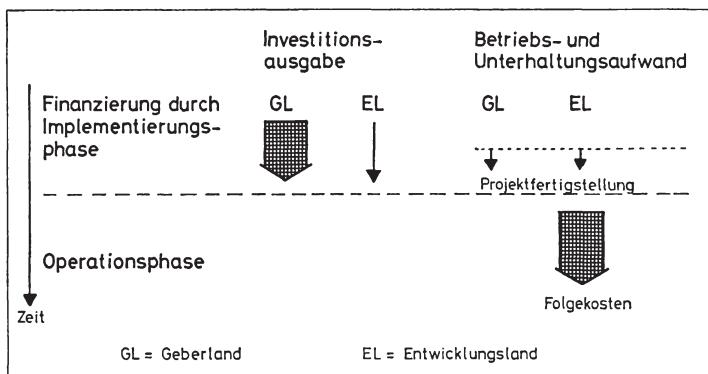 Investitions-
ausgabe
Betriebs- und
Unterhaltungsaufwand
Finanzierung durch
Implementierungs-
phase
GL EL GL EL
Projektfertigstellung
Operationsphase
Zeit
Folgekosten
GL = Geberland EL = Entwicklungsland